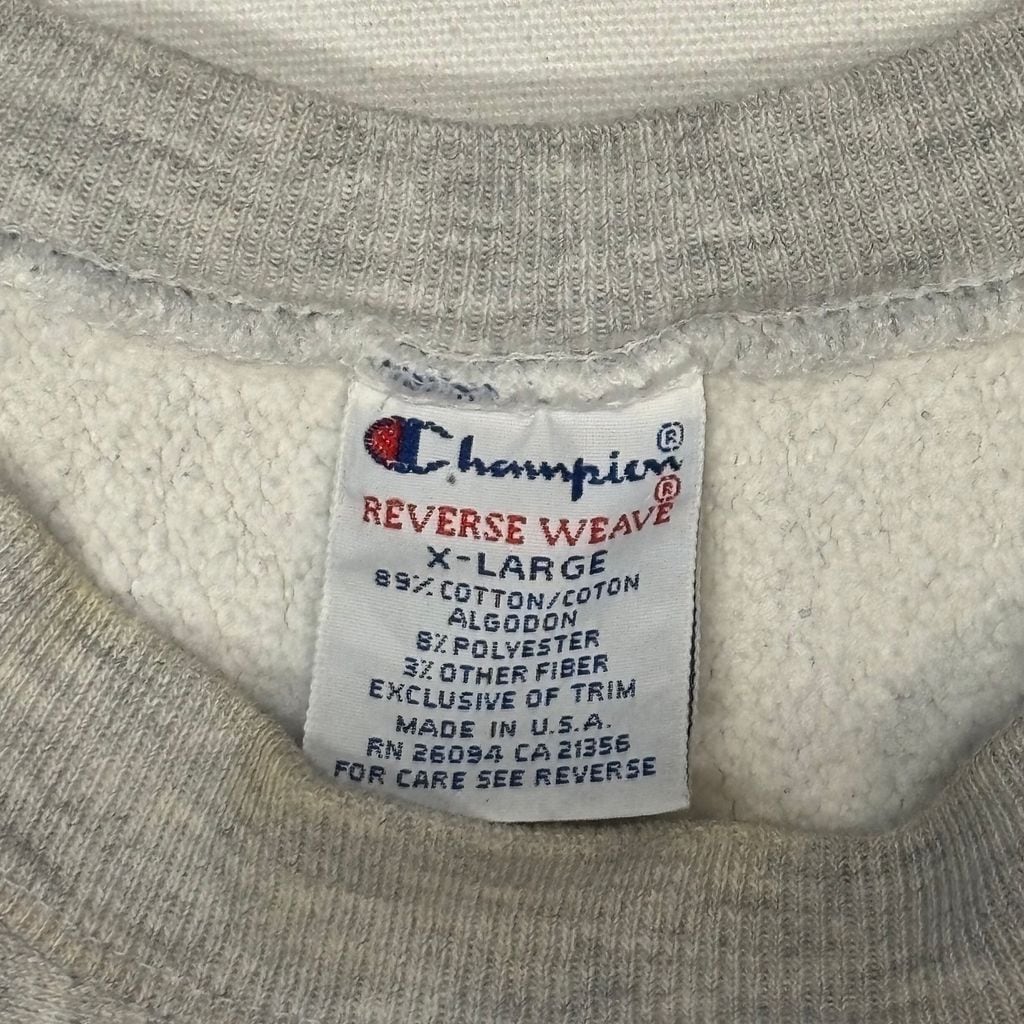 Champion®
REVERSE WEAVE®
X-LARGE
89% COTTON/COTON
ALGODON
8% POLYESTER
3% OTHER FIBER
EXCLUSIVE OF TRIM
MADE IN U.S.A.
RN 26094 CA 21356
FOR CARE SEE REVERSE